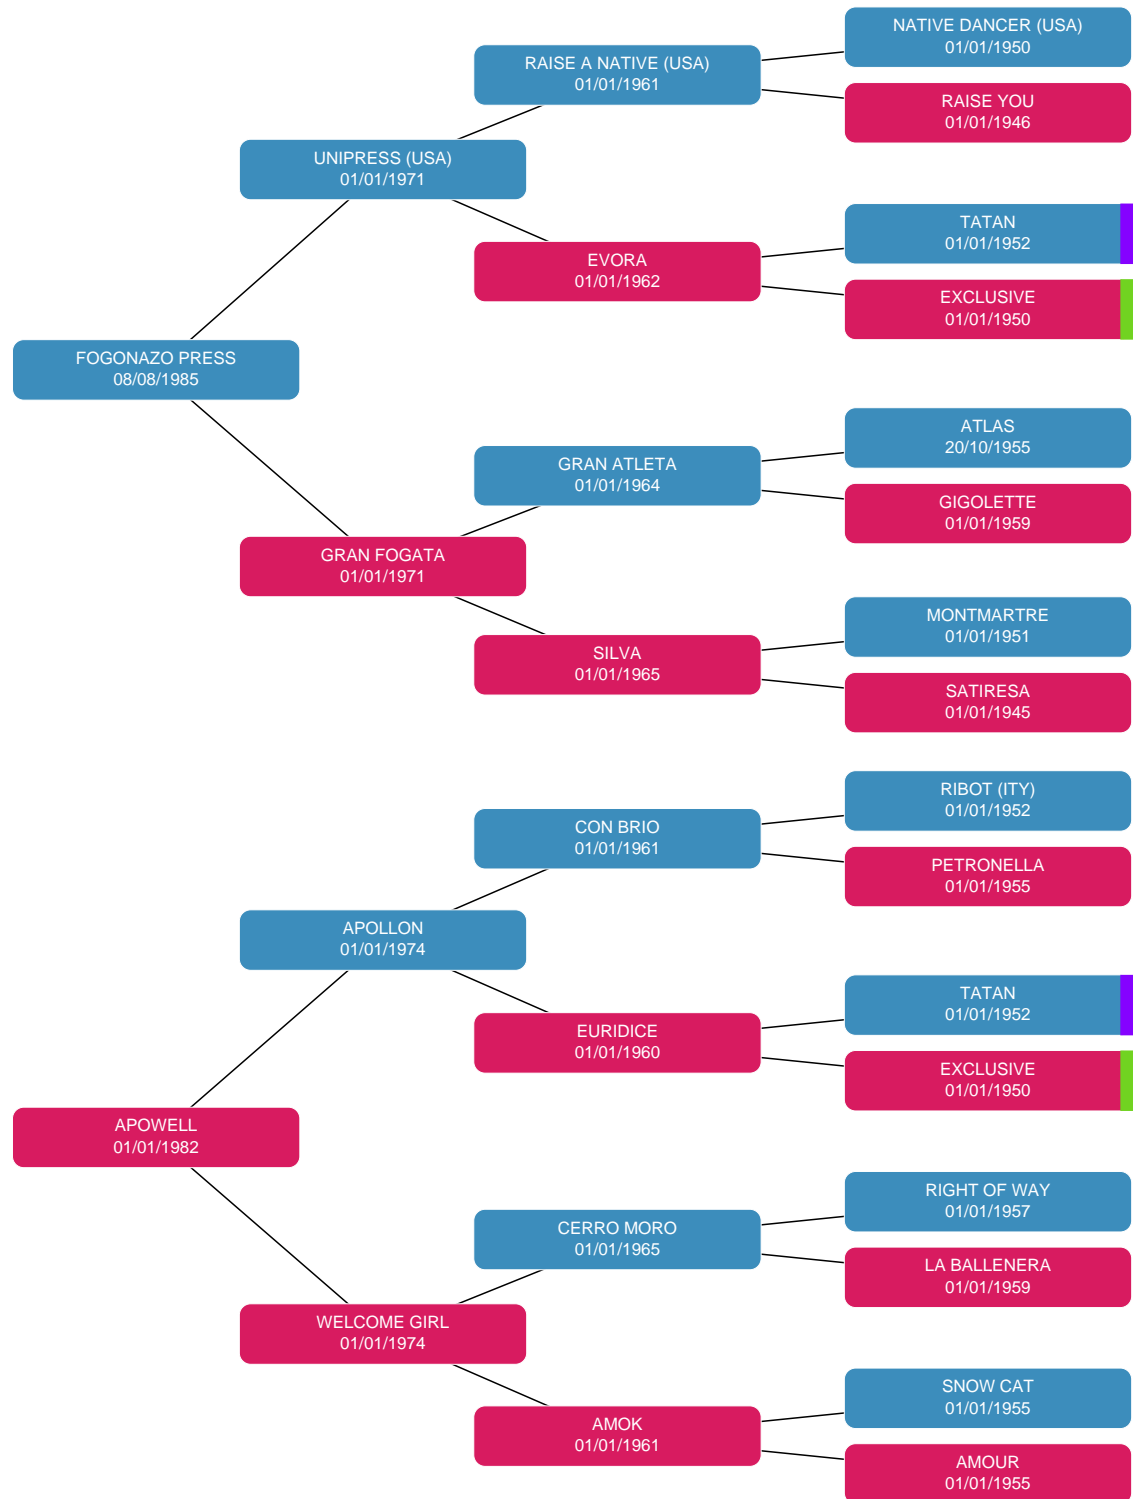 NATIVE DANCER (USA)
01/01/1950
RAISE A NATIVE (USA)
01/01/1961
RAISE YOU
01/01/1946
UNIPRESS (USA)
01/01/1971
TATAN
01/01/1952
EVORA
01/01/1962
EXCLUSIVE
01/01/1950
FOGONAZO PRESS
08/08/1985
ATLAS
20/10/1955
GRAN ATLETA
01/01/1964
GIGOLETTE
01/01/1959
GRAN FOGATA
01/01/1971
MONTMARTRE
01/01/1951
SILVA
01/01/1965
SATIRESA
01/01/1945
RIBOT (ITY)
01/01/1952
CON BRIO
01/01/1961
PETRONELLA
01/01/1955
APOLLON
01/01/1974
TATAN
01/01/1952
EURIDICE
01/01/1960
EXCLUSIVE
01/01/1950
APOWELL
01/01/1982
RIGHT OF WAY
01/01/1957
CERRO MORO
01/01/1965
LA BALLENERA
01/01/1959
WELCOME GIRL
01/01/1974
SNOW CAT
01/01/1955
AMOK
01/01/1961
AMOUR
01/01/1955